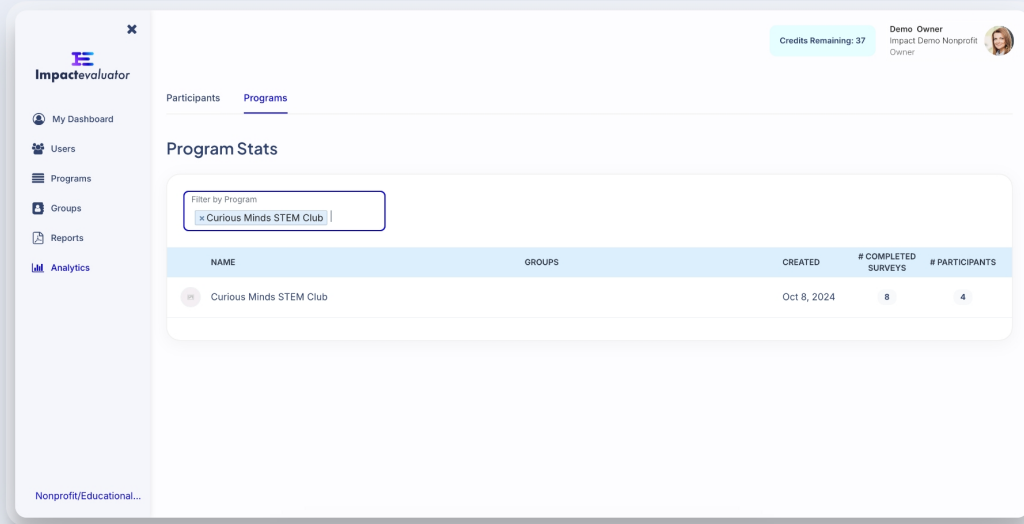 Credits Remaining: 37
Demo Owner
Impact Demo Nonprofit
Owner
IE
Impactevaluator
My Dashboard
Users
Programs
Groups
Reports
Analytics
Nonprofit/Educational...
Participants
Programs
Program Stats
Filter by Program
× Curious Minds STEM Club
NAME
GROUPS
CREATED
# COMPLETED
SURVEYS
# PARTICIPANTS
Curious Minds STEM Club
Oct 8, 2024
8
4